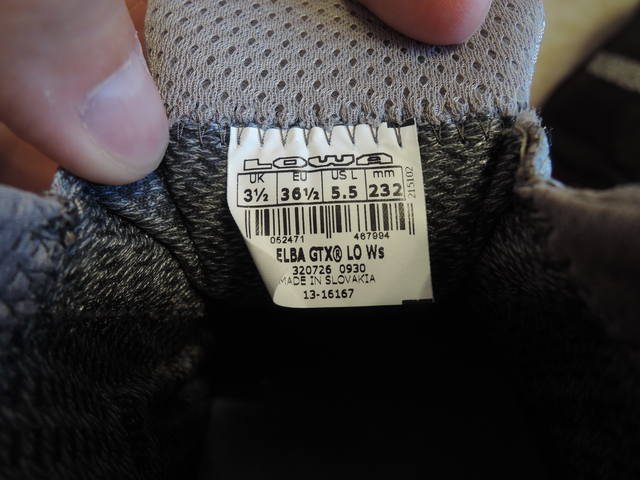 LOWA
UK EU US L mm
3½ 36½ 5.5 232
215102
052471 467994
ELBA GTX® LO Ws
320726 0930
MADE IN SLOVAKIA
13-16167